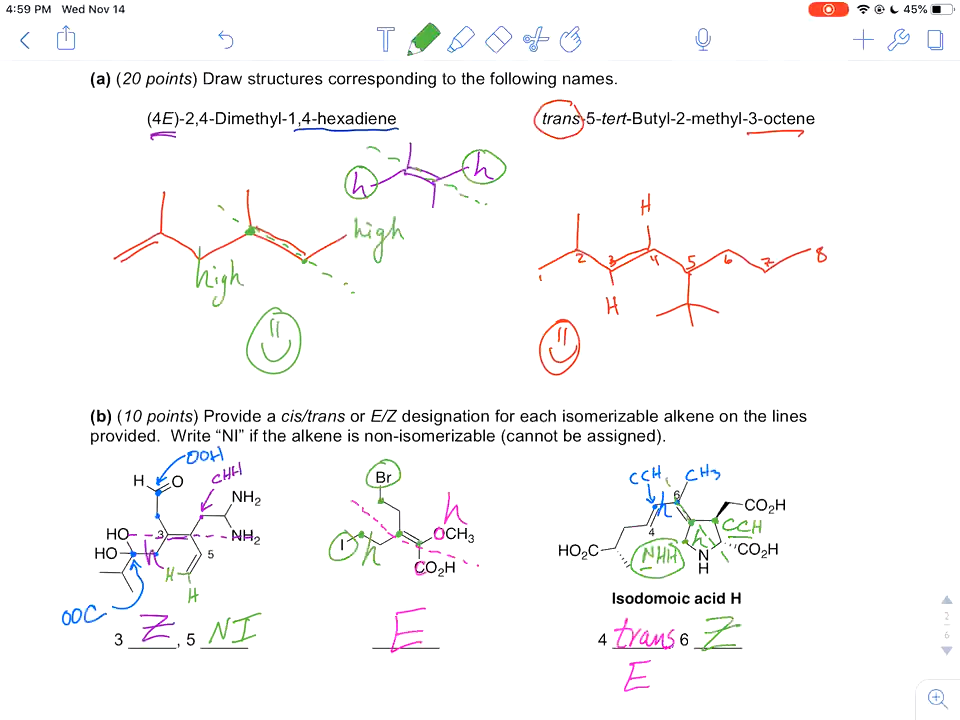 4:59 PM Wed Nov 14
45%
T
(a) (20 points) Draw structures corresponding to the following names.
(4E)-2,4-Dimethyl-1,4-hexadiene
trans-5-tert-Butyl-2-methyl-3-octene
h h
high high
H
1 2 3 4 5 6 7 8
H
(b) (10 points) Provide a cis/trans or E/Z designation for each isomerizable alkene on the lines
provided. Write "NI" if the alkene is non-isomerizable (cannot be assigned).
OOH
CHH
H O
NH2
HO 3 NH2
HO h 5
H
H
OOC
Br
h
I h OCH3
CO2H
CCH CH3
6
h CO2H
4 CCH
h
HO2C NHH N CO2H
H
Isodomoic acid H
3 Z, 5 NI
E
4 trans 6 Z
E
2
6